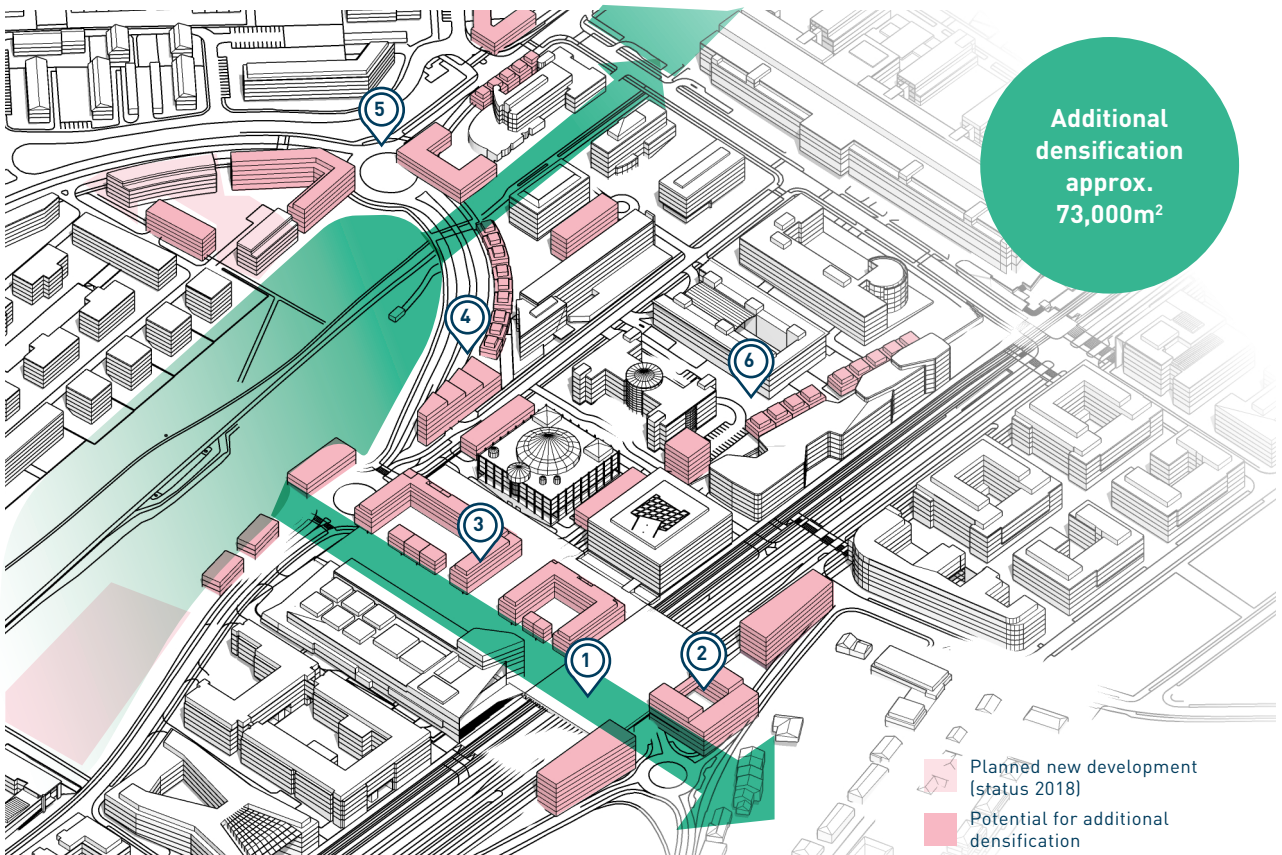 Additional
densification
approx.
73,000m²
5
4
6
3
1
2
Planned new development
(status 2018)
Potential for additional
densification